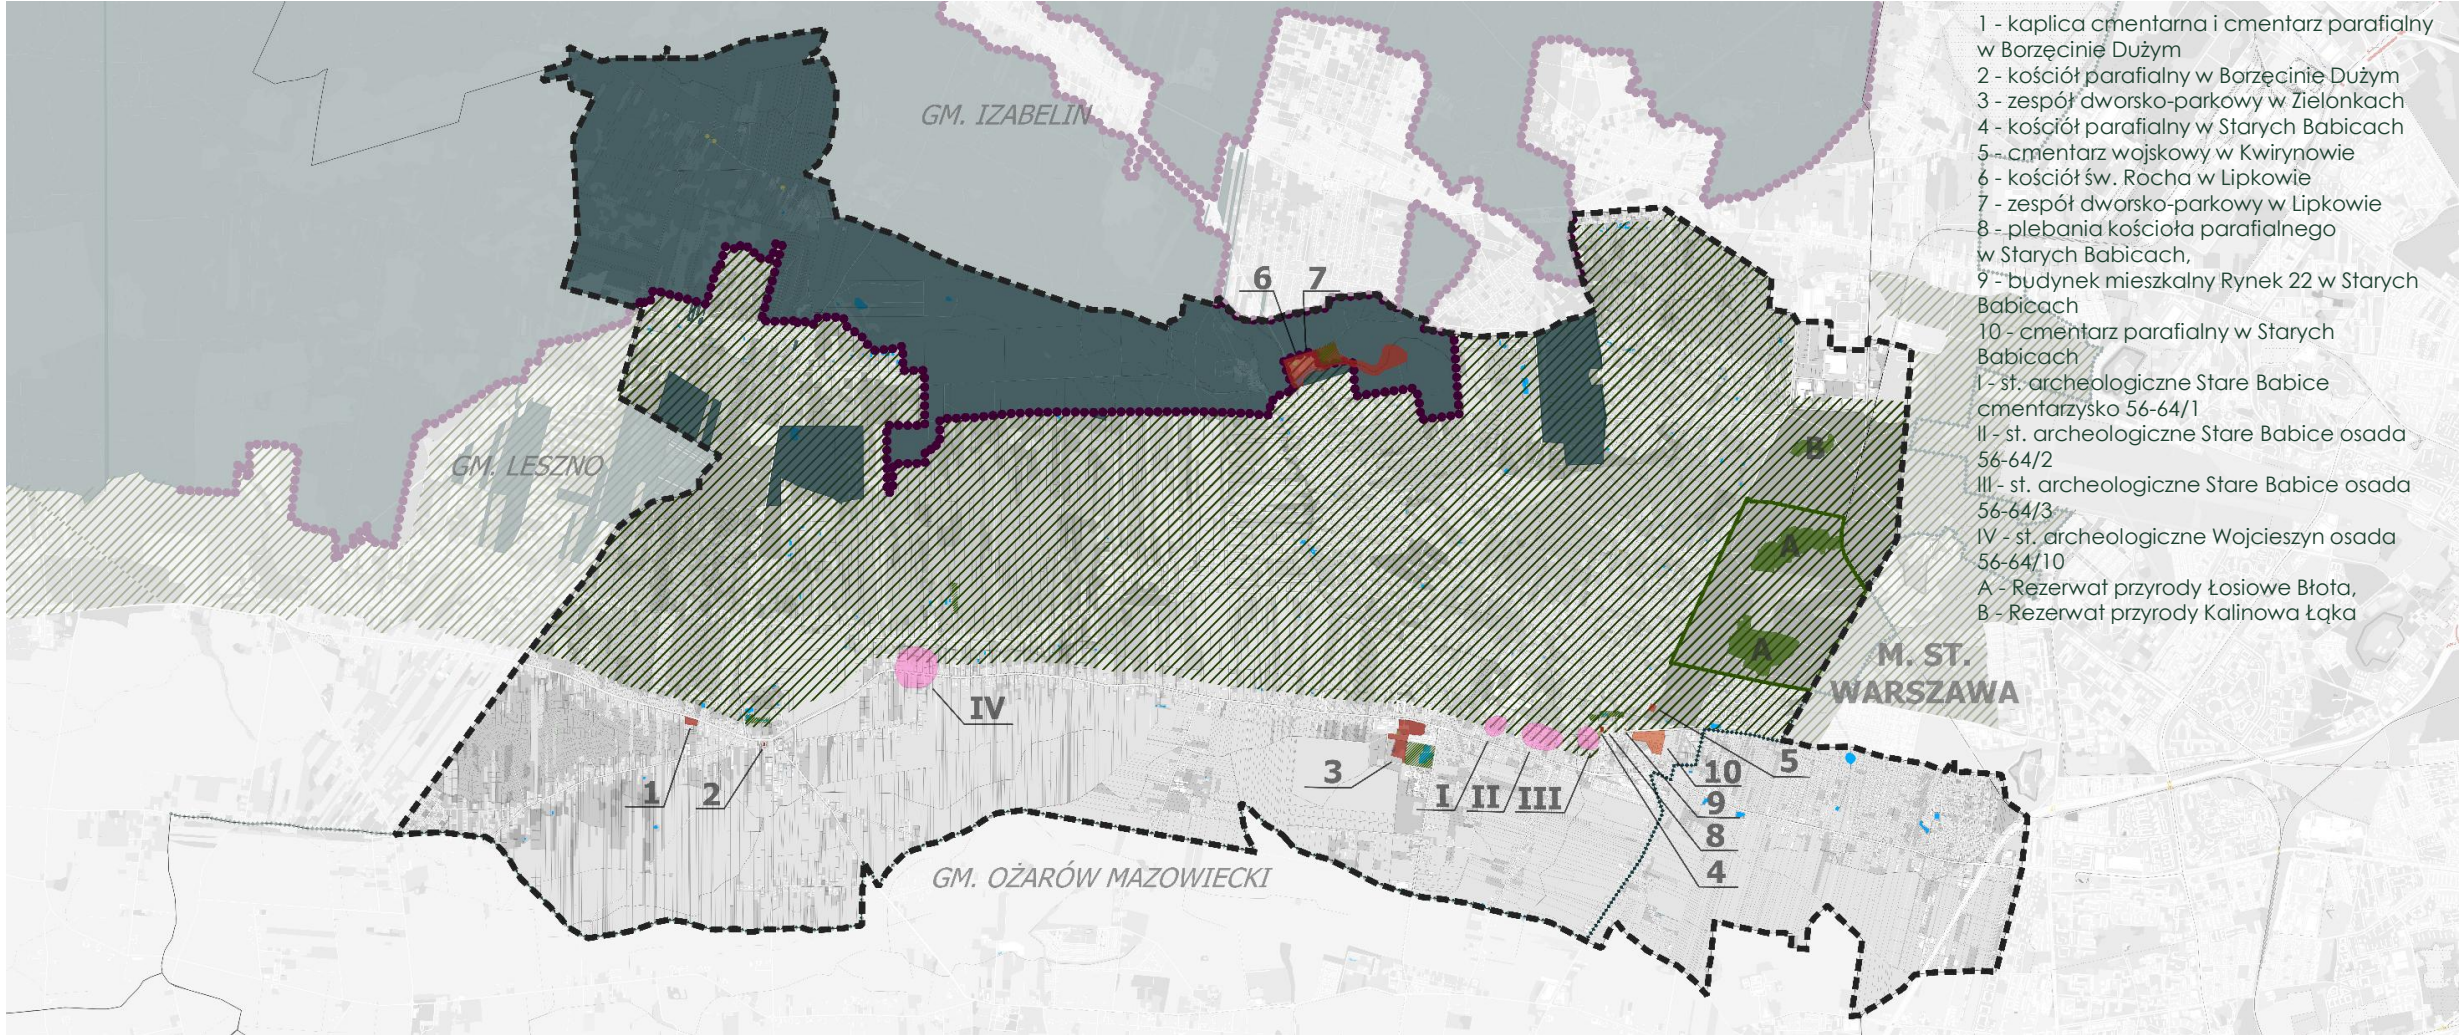 1 - kaplica cmentarna i cmentarz parafialny
w Borzęcinie Dużym
2 - kościół parafialny w Borzęcinie Dużym
3 - zespół dworsko-parkowy w Zielonkach
4 - kościół parafialny w Starych Babicach
5 - cmentarz wojskowy w Kwirynowie
6 - kościół św. Rocha w Lipkowie
7 - zespół dworsko-parkowy w Lipkowie
8 - plebania kościoła parafialnego
w Starych Babicach,
9 - budynek mieszkalny Rynek 22 w Starych
Babicach
10 - cmentarz parafialny w Starych
Babicach
I - st. archeologiczne Stare Babice
cmentarzyśko 56-64/1
II - st. archeologiczne Stare Babice osada
56-64/2
III - st. archeologiczne Stare Babice osada
56-64/3
IV - st. archeologiczne Wojcieszyn osada
56-64/10
A - Rezerwat przyrody Łosiowe Błota,
B - Rezerwat przyrody Kalinowa Łąka
GM. IZABELIN
6 7
B
GM. LESZNO
A
A
M. ST.
WARSZAWA
IV
1 2
3
I II III
10 5
9
8
4
GM. OŻARÓW MAZOWIECKI